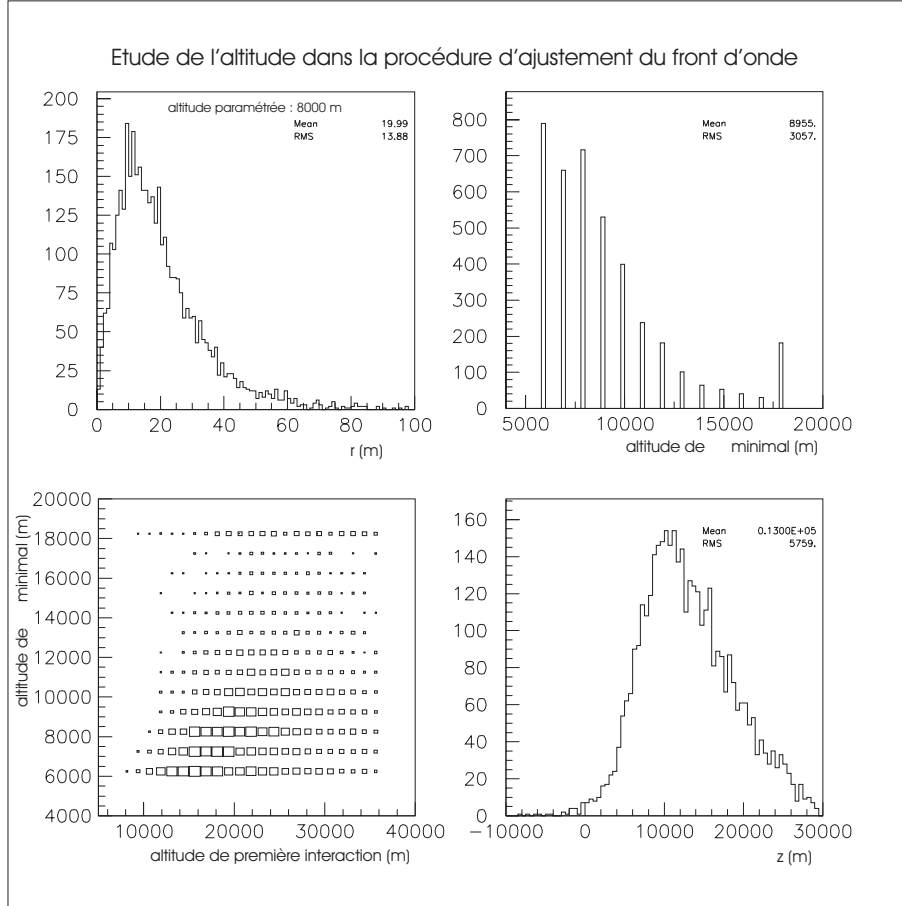 Etude de l'altitude dans la procédure d'ajustement du front d'onde
altitude paramétrée : 8000 m
Mean 19.99
RMS 13.88
200
175
150
125
100
75
50
25
0
0 20 40 60 80 100
r (m)
Mean 8955.
RMS 3057.
800
700
600
500
400
300
200
100
0
5000 10000 15000 20000
altitude de minimal (m)
20000
18000
16000
14000
12000
10000
8000
6000
4000
altitude de minimal (m)
10000 20000 30000 40000
altitude de première interaction (m)
Mean 0.1300E+05
RMS 5759.
160
140
120
100
80
60
40
20
0
−10000 0 10000 20000 30000
z (m)